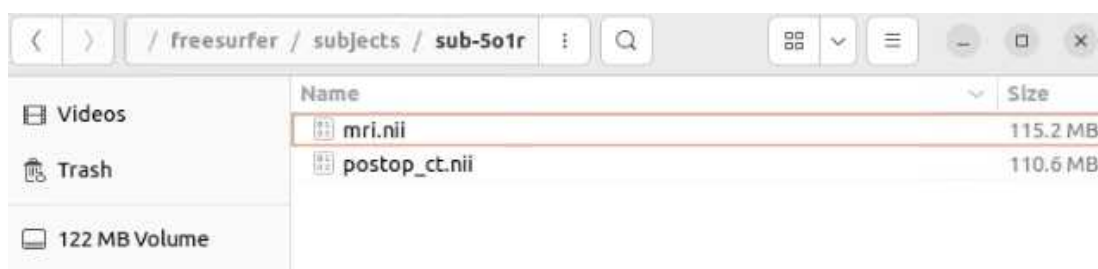 / freesurfer / subjects / sub-5o1r
Name Size
Videos
mri.nii 115.2 MB
Trash
postop_ct.nii 110.6 MB
122 MB Volume